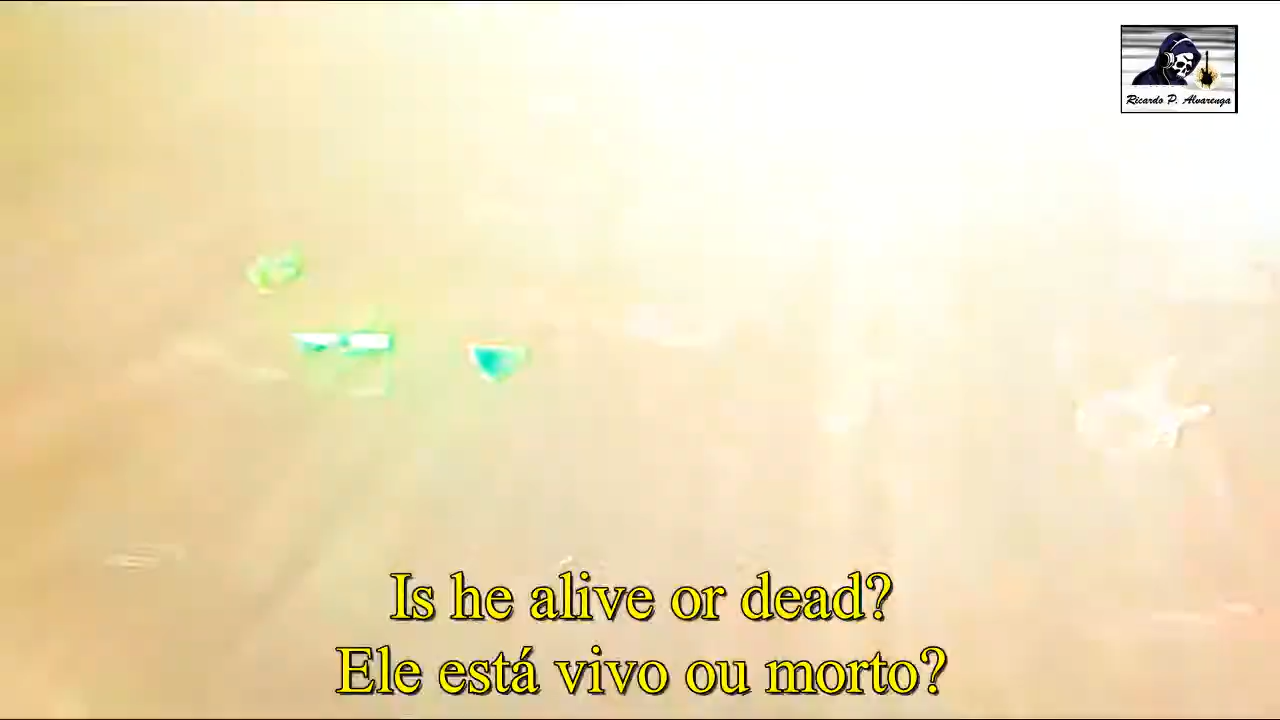 Ricardo P. Alvarenga
Is he alive or dead?
Ele está vivo ou morto?